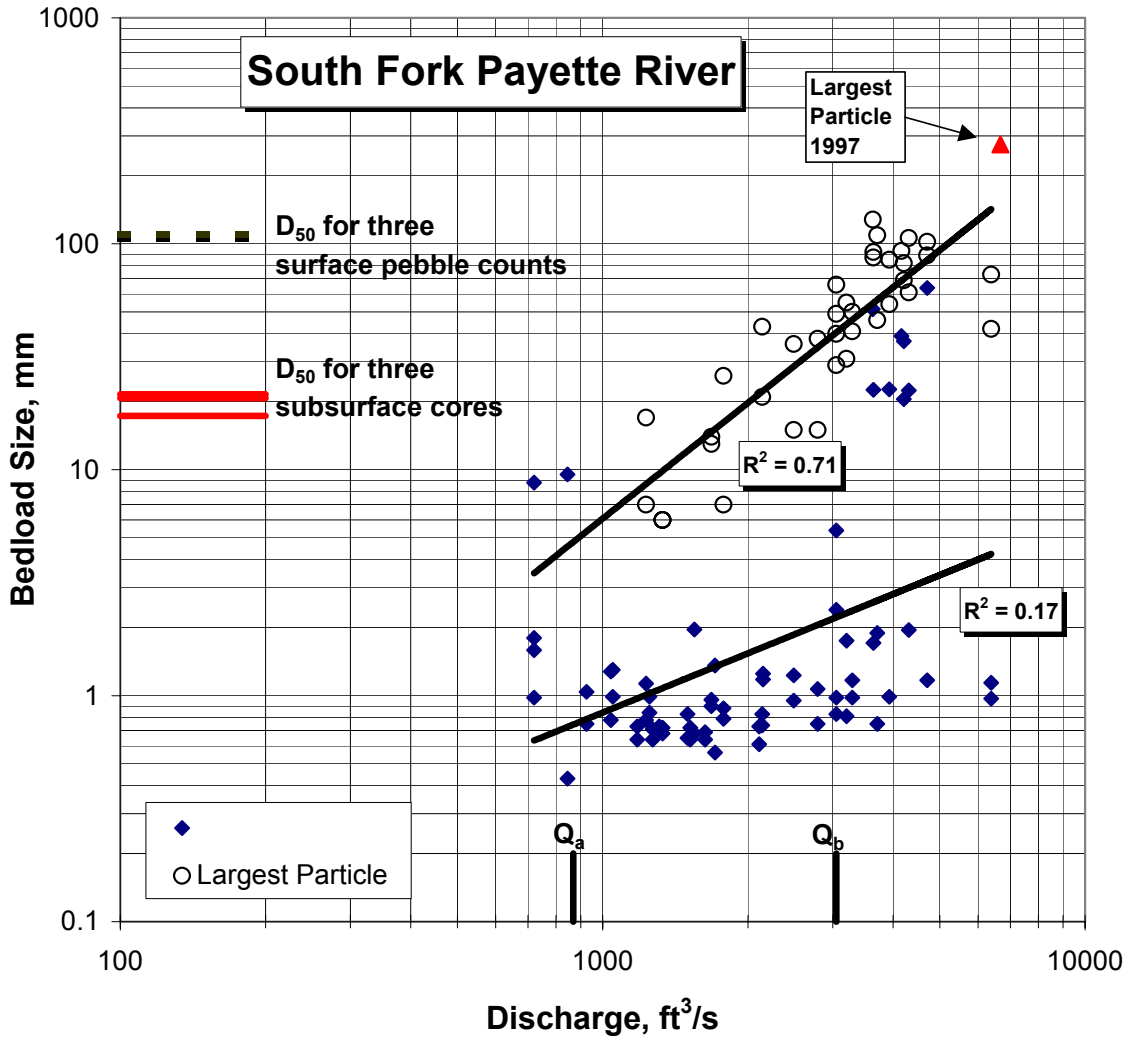 South Fork Payette River
Largest
Particle
1997
D50 for three
surface pebble counts
D50 for three
subsurface cores
R² = 0.71
R² = 0.17
Qa
Qb
Largest Particle
1000
100
10
1
0.1
100
1000
10000
Bedload Size, mm
Discharge, ft³/s